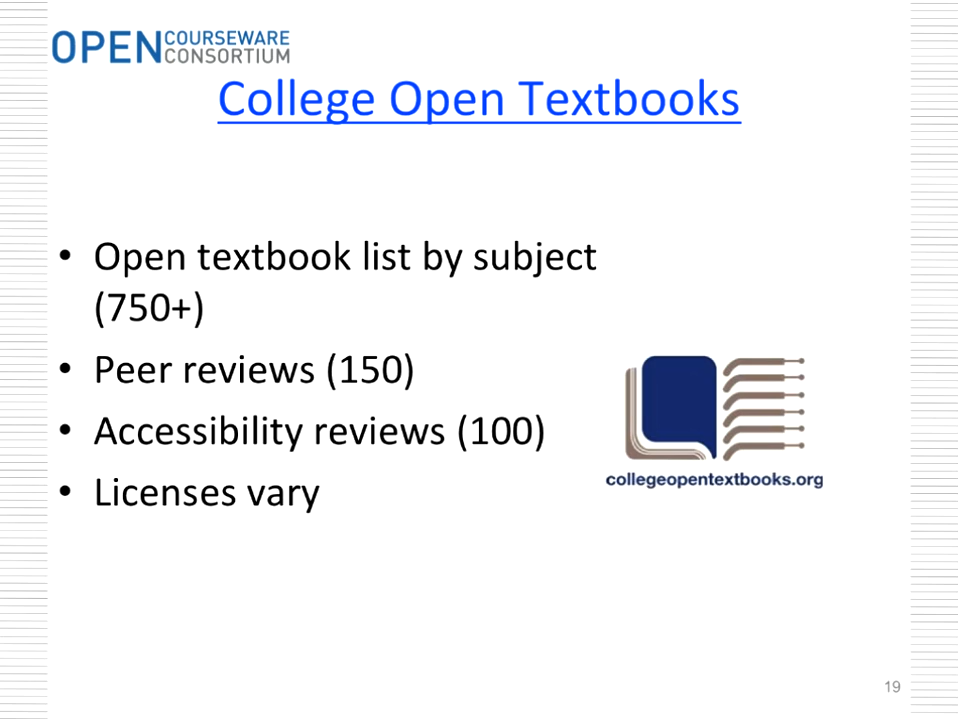 OPEN COURSEWARE CONSORTIUM
College Open Textbooks
• Open textbook list by subject
(750+)
• Peer reviews (150)
• Accessibility reviews (100)
• Licenses vary
collegeopentextbooks.org
19